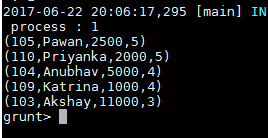 2017-06-22 20:06:17,295 [main] IN
process : 1
(105,Pawan,2500,5)
(110,Priyanka,2000,5)
(104,Anubhav,5000,4)
(109,Katrina,1000,4)
(103,Akshay,11000,3)
grunt>